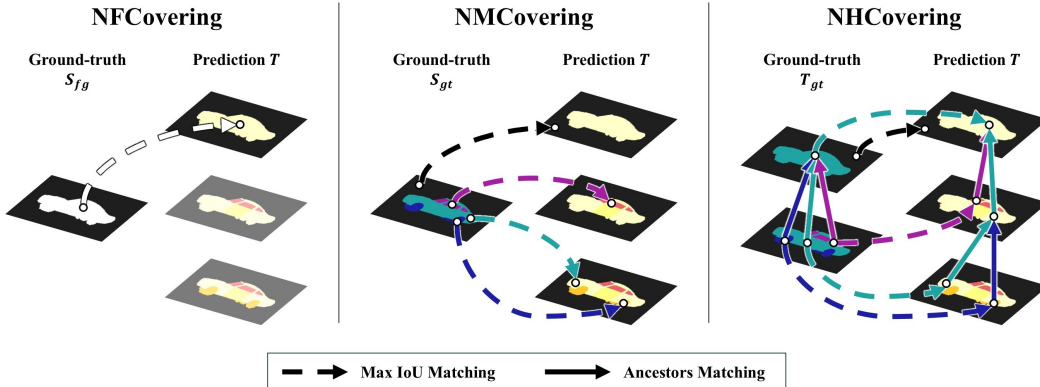 NFCovering
Ground-truth
S_fg
Prediction T
NMCovering
Ground-truth
S_gt
Prediction T
NHCovering
Ground-truth
T_gt
Prediction T
Max IoU Matching
Ancestors Matching